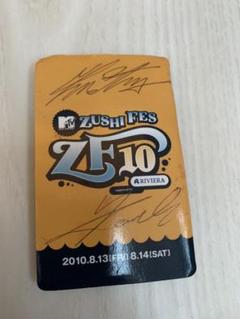 MTV ZUSHI FES
ZF10
RIVIERA
2010.8.13[FRI] 8.14[SAT]